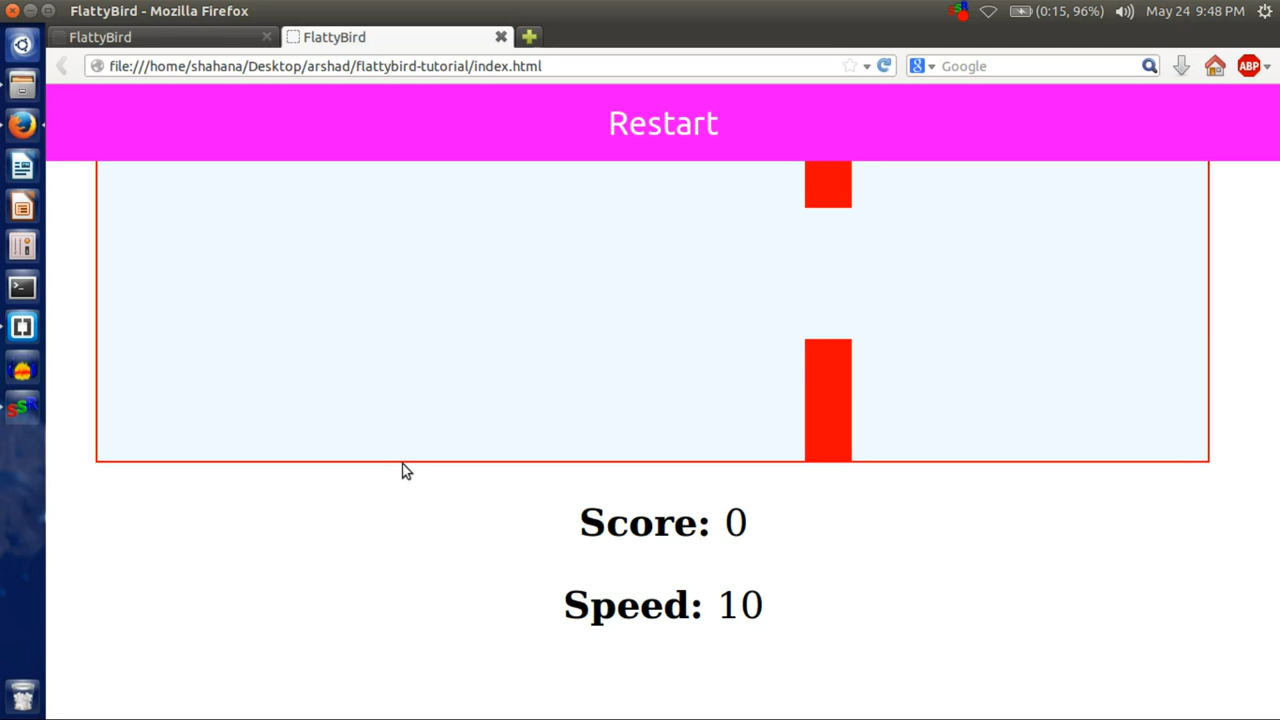 FlattyBird - Mozilla Firefox
(0:15, 96%) May 24 9:48 PM
FlattyBird
FlattyBird
file:///home/shahana/Desktop/arshad/flattybird-tutorial/index.html
8 Google
ABP
Restart
Score: 0
Speed: 10